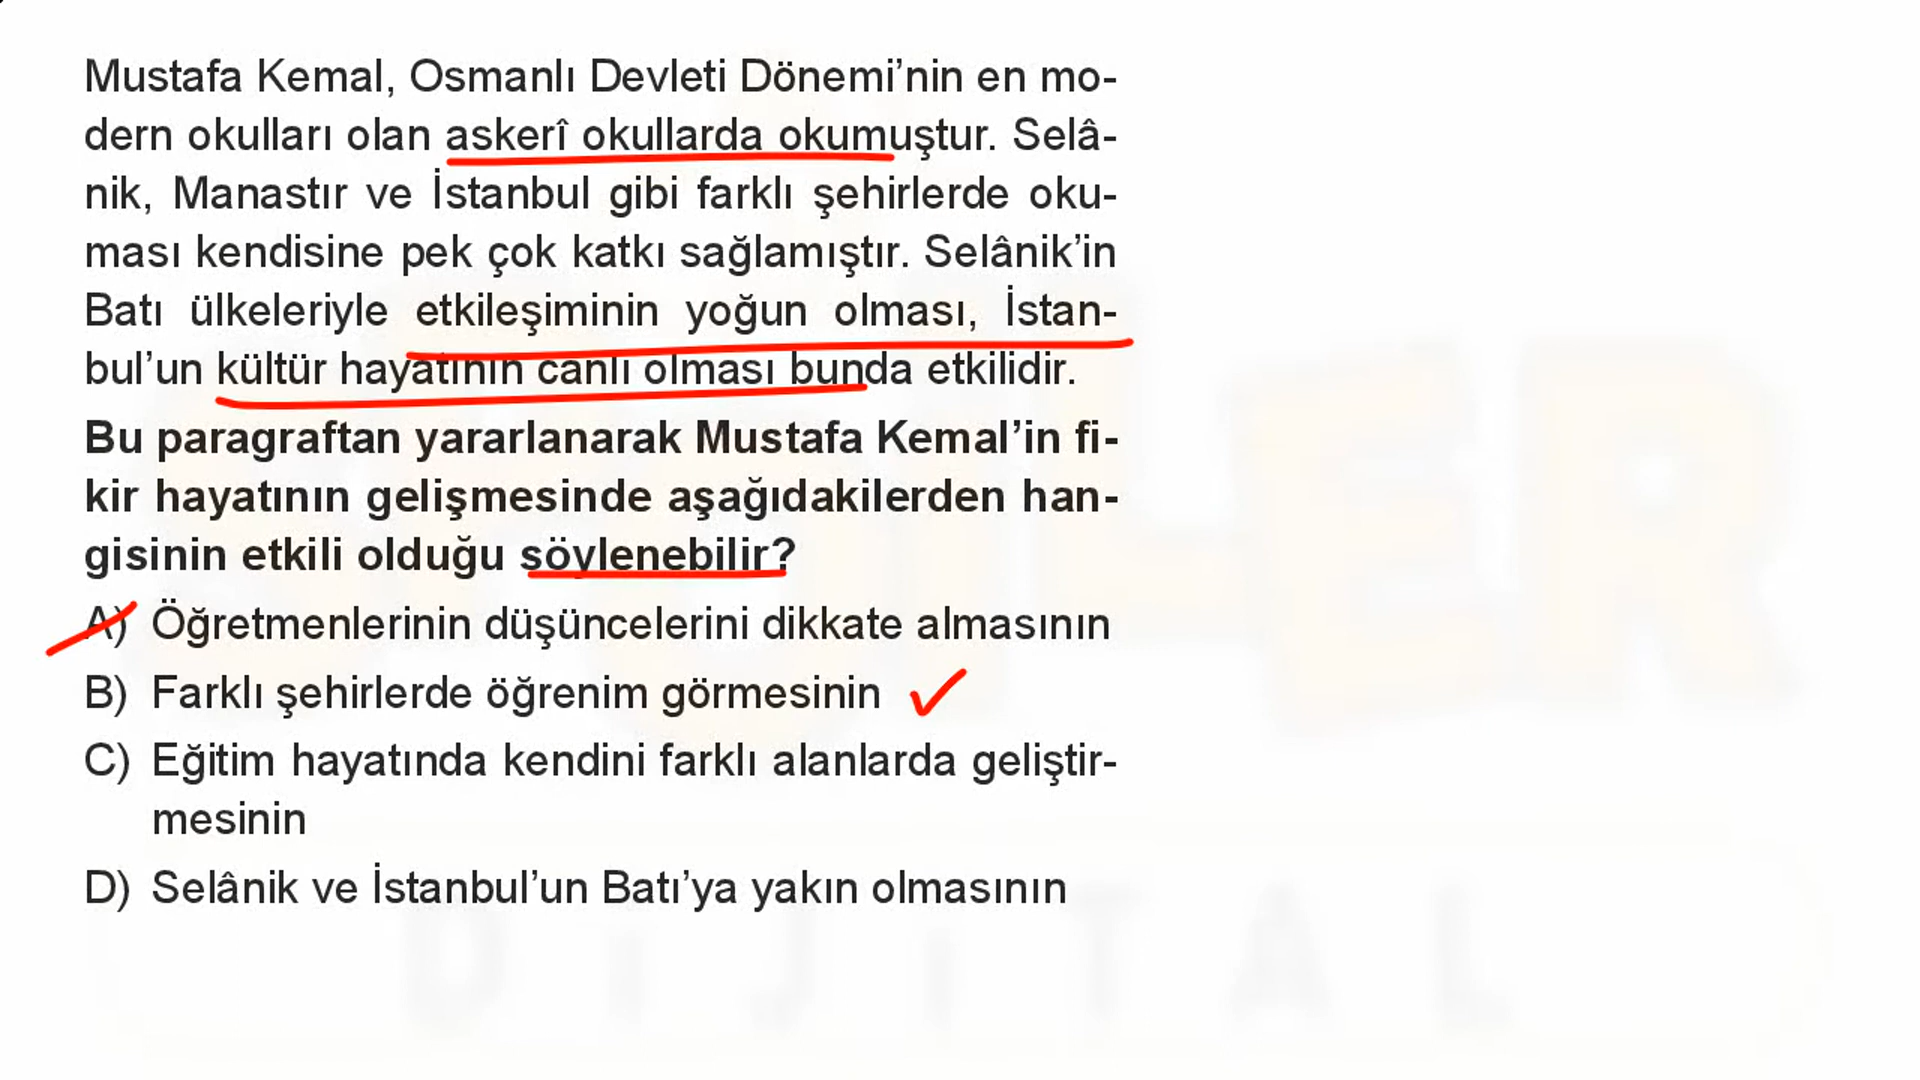 Mustafa Kemal, Osmanlı Devleti Dönemi’nin en mo-
dern okulları olan askerî okullarda okumuştur. Selâ-
nik, Manastır ve İstanbul gibi farklı şehirlerde oku-
ması kendisine pek çok katkı sağlamıştır. Selânik’in
Batı ülkeleriyle etkileşiminin yoğun olması, İstan-
bul’un kültür hayatının canlı olması bunda etkilidir.
Bu paragraftan yararlanarak Mustafa Kemal’in fi-
kir hayatının gelişmesinde aşağıdakilerden han-
gisinin etkili olduğu söylenebilir?
A) Öğretmenlerinin düşüncelerini dikkate almasının
B) Farklı şehirlerde öğrenim görmesinin
C) Eğitim hayatında kendini farklı alanlarda geliştir-
mesinin
D) Selânik ve İstanbul’un Batı’ya yakın olmasının
DİJİTAL